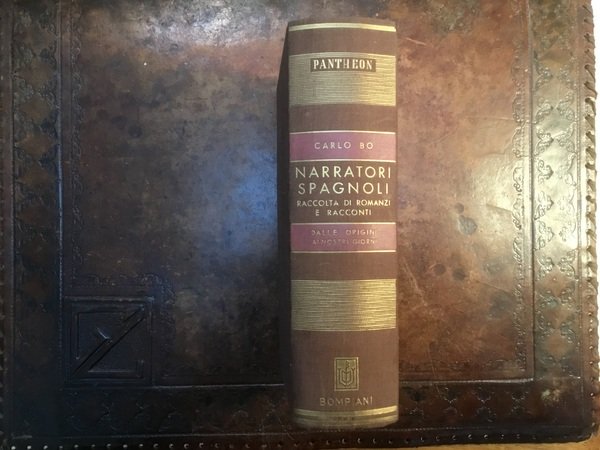 PANTHEON
CARLO BO
NARRATORI
SPAGNOLI
RACCOLTA DI ROMANZI
E RACCONTI
DALLE ORIGINI
AI NOSTRI GIORNI
BOMPIANI